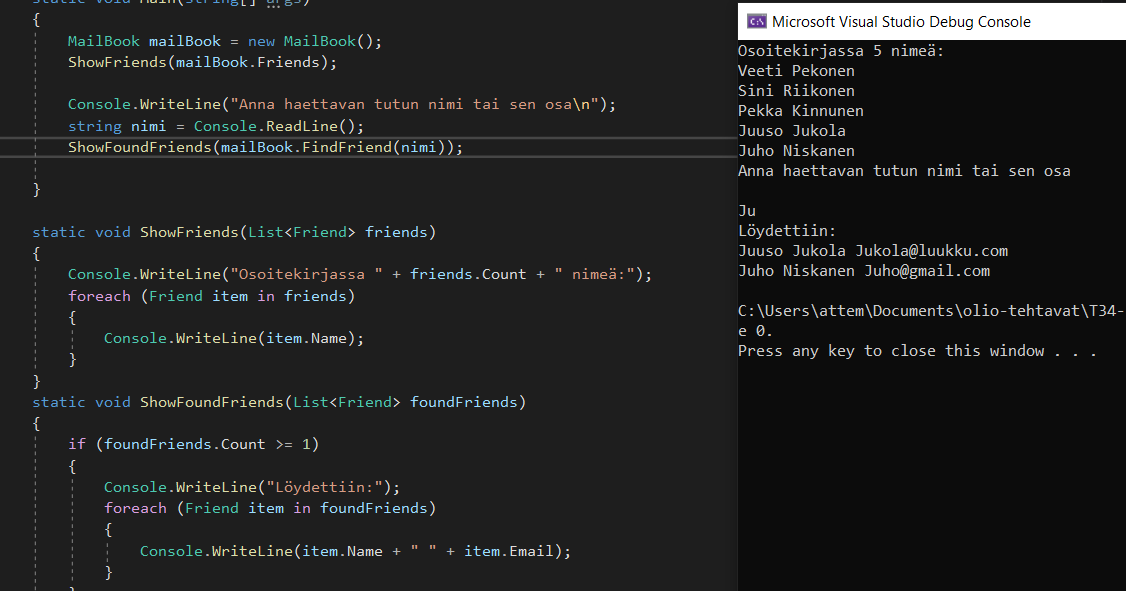 static void Main(string[] args)
{
MailBook mailBook = new MailBook();
ShowFriends(mailBook.Friends);
Console.WriteLine("Anna haettavan tutun nimi tai sen osa\n");
string nimi = Console.ReadLine();
ShowFoundFriends(mailBook.FindFriend(nimi));
}
static void ShowFriends(List<Friend> friends)
{
Console.WriteLine("Osoitekirjassa " + friends.Count + " nimeä:");
foreach (Friend item in friends)
{
Console.WriteLine(item.Name);
}
}
static void ShowFoundFriends(List<Friend> foundFriends)
{
if (foundFriends.Count >= 1)
{
Console.WriteLine("Löydettiin:");
foreach (Friend item in foundFriends)
{
Console.WriteLine(item.Name + " " + item.Email);
}
}
C:\ Microsoft Visual Studio Debug Console
Osoitekirjassa 5 nimeä:
Veeti Pekonen
Sini Riikonen
Pekka Kinnunen
Juuso Jukola
Juho Niskanen
Anna haettavan tutun nimi tai sen osa
Ju
Löydettiin:
Juuso Jukola Jukola@luukku.com
Juho Niskanen Juho@gmail.com
C:\Users\attem\Documents\olio-tehtavat\T34-
e 0.
Press any key to close this window . . .